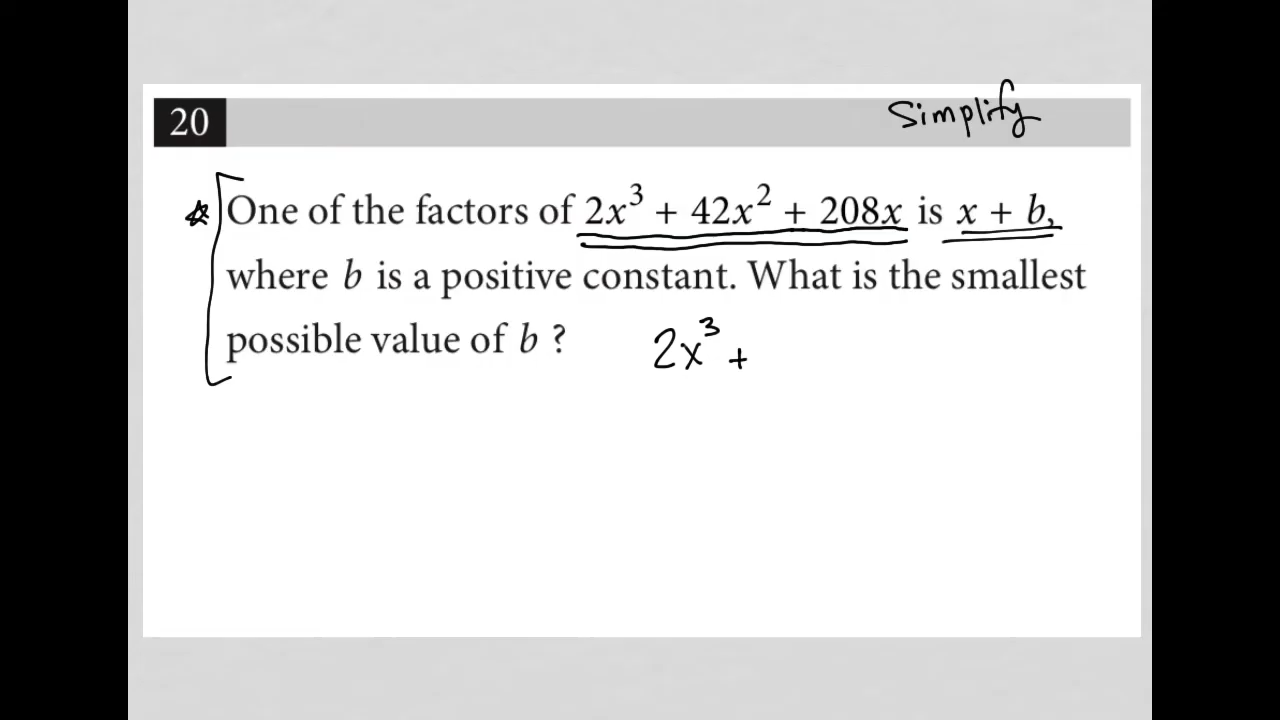 20 Simplify
One of the factors of 2x³ + 42x² + 208x is x + b,
where b is a positive constant. What is the smallest
possible value of b ?
2x³ +